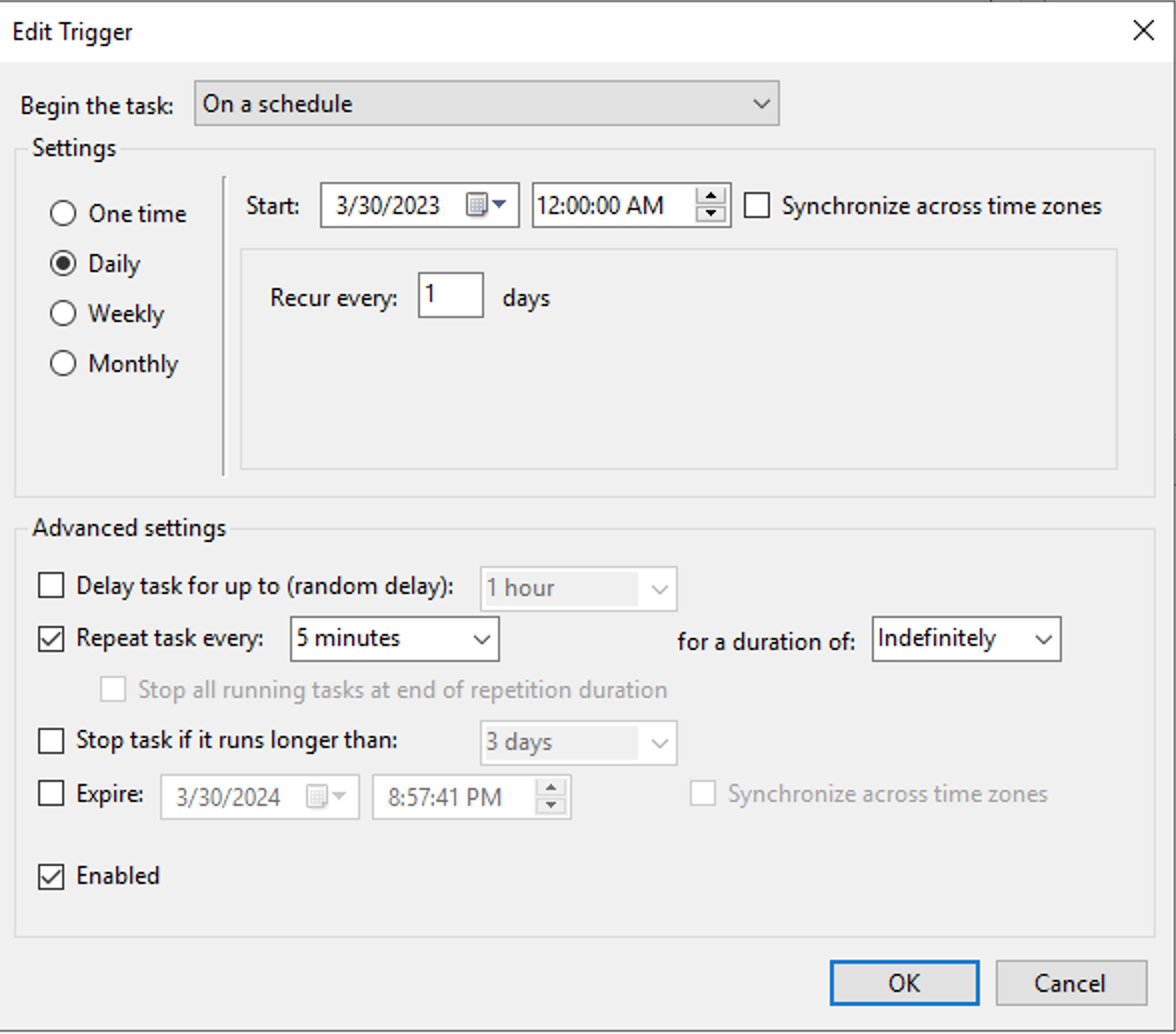 Edit Trigger
Begin the task: On a schedule
Settings
One time
Daily
Weekly
Monthly
Start: 3/30/2023 12:00:00 AM Synchronize across time zones
Recur every: 1 days
Advanced settings
Delay task for up to (random delay): 1 hour
Repeat task every: 5 minutes for a duration of: Indefinitely
Stop all running tasks at end of repetition duration
Stop task if it runs longer than: 3 days
Expire: 3/30/2024 8:57:41 PM Synchronize across time zones
Enabled
OK Cancel